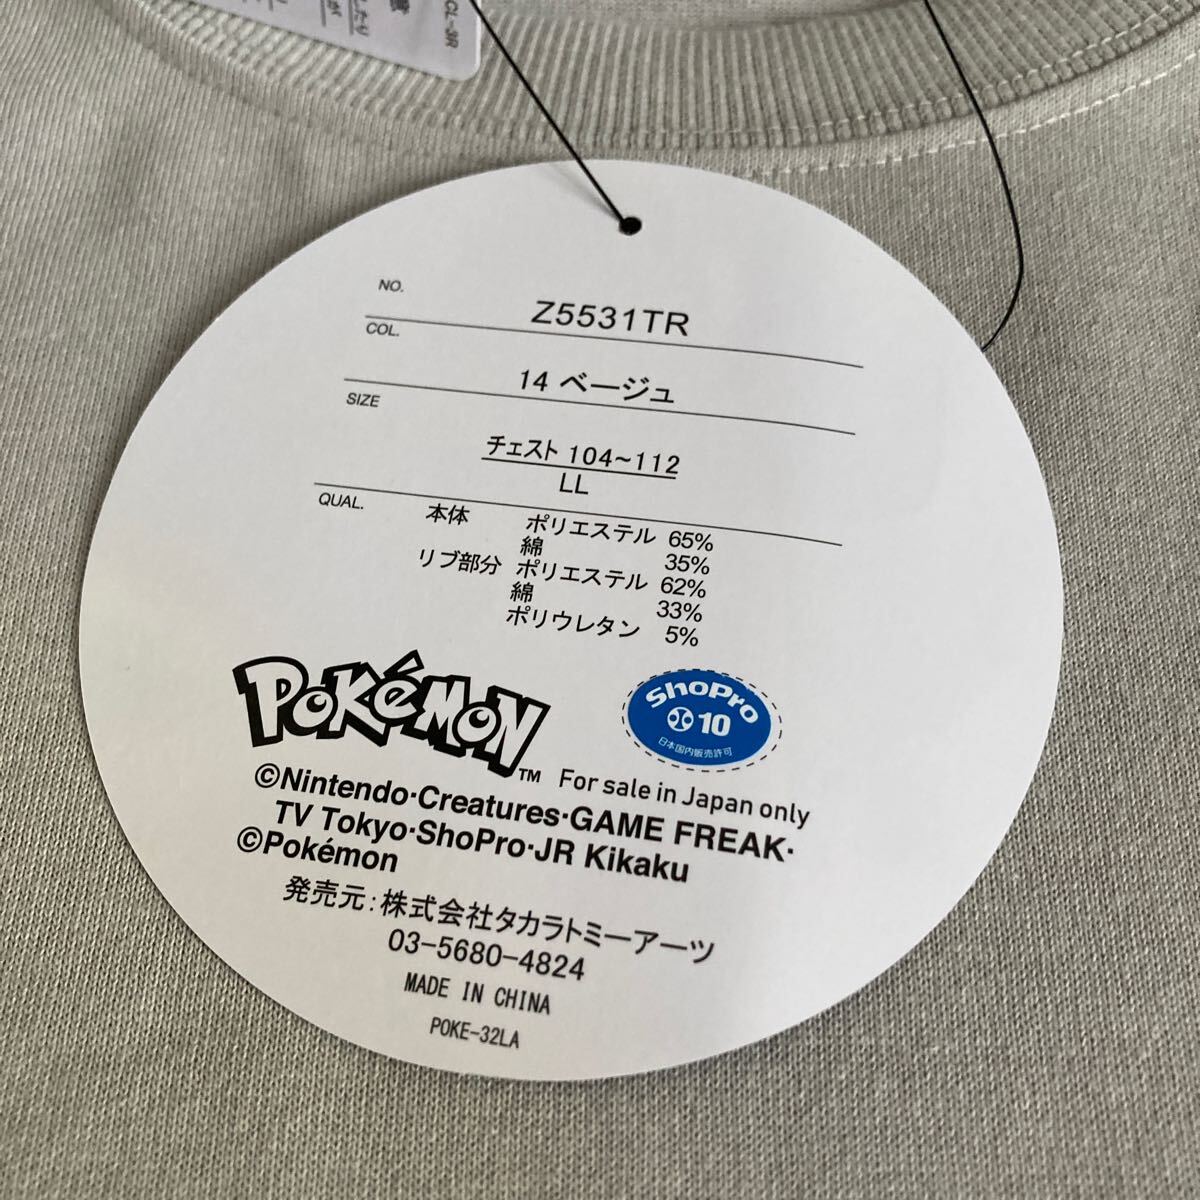 CL-3R
NO.
Z5531TR
COL.
14 ベージュ
SIZE
チェスト 104~112
LL
QUAL.
本体 ポリエステル 65%
綿 35%
リブ部分 ポリエステル 62%
綿 33%
ポリウレタン 5%
POKéMON™
ShoPro
10
日本国内販売許可
For sale in Japan only
©Nintendo·Creatures·GAME FREAK·
TV Tokyo·ShoPro·JR Kikaku
©Pokémon
発売元:株式会社タカラトミーアーツ
03-5680-4824
MADE IN CHINA
POKE-32LA